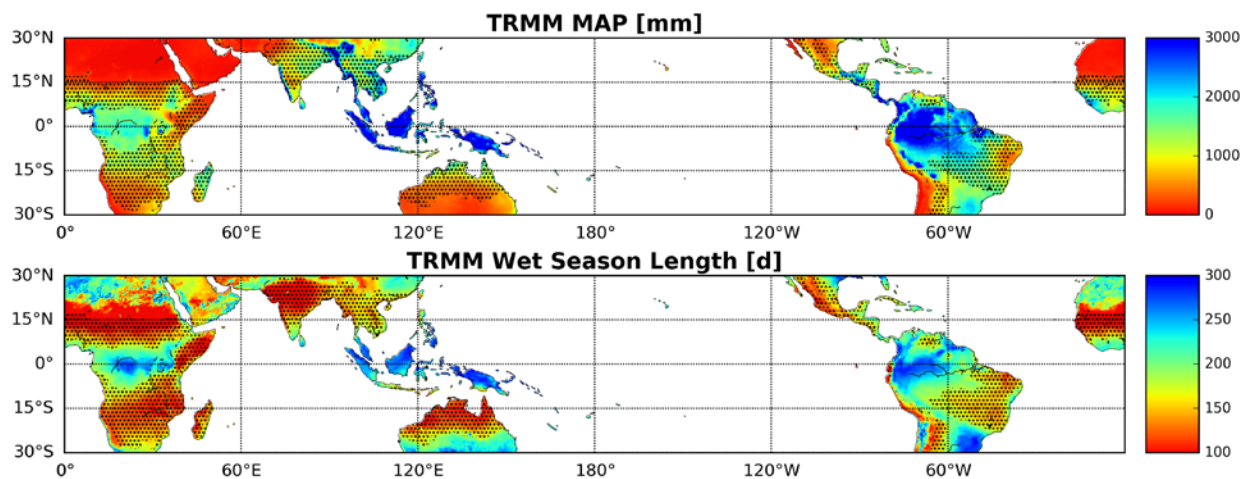 TRMM MAP [mm]
30°N
15°N
0°
15°S
30°S
0° 60°E 120°E 180° 120°W 60°W
3000
2000
1000
0
TRMM Wet Season Length [d]
30°N
15°N
0°
15°S
30°S
0° 60°E 120°E 180° 120°W 60°W
300
250
200
150
100